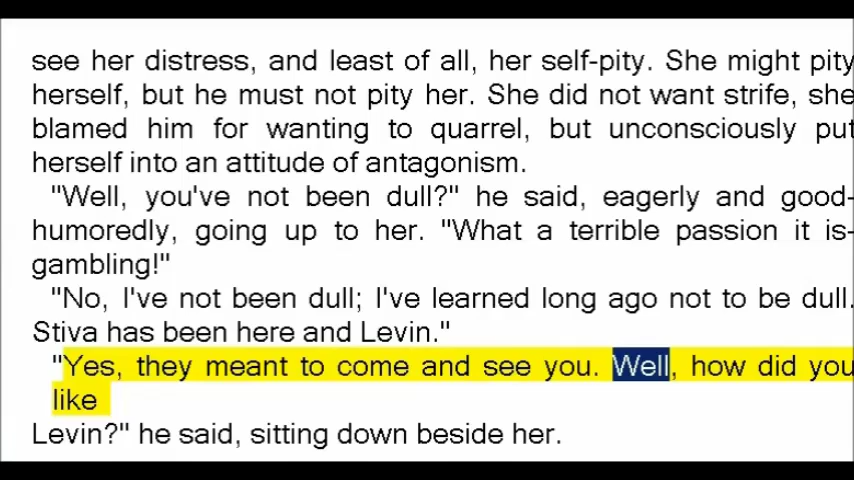 see her distress, and least of all, her self-pity. She might pity
herself, but he must not pity her. She did not want strife, she
blamed him for wanting to quarrel, but unconsciously put
herself into an attitude of antagonism.
"Well, you've not been dull?" he said, eagerly and good-
humoredly, going up to her. "What a terrible passion it is-
gambling!"
"No, I've not been dull; I've learned long ago not to be dull.
Stiva has been here and Levin."
"Yes, they meant to come and see you. Well, how did you
like
Levin?" he said, sitting down beside her.